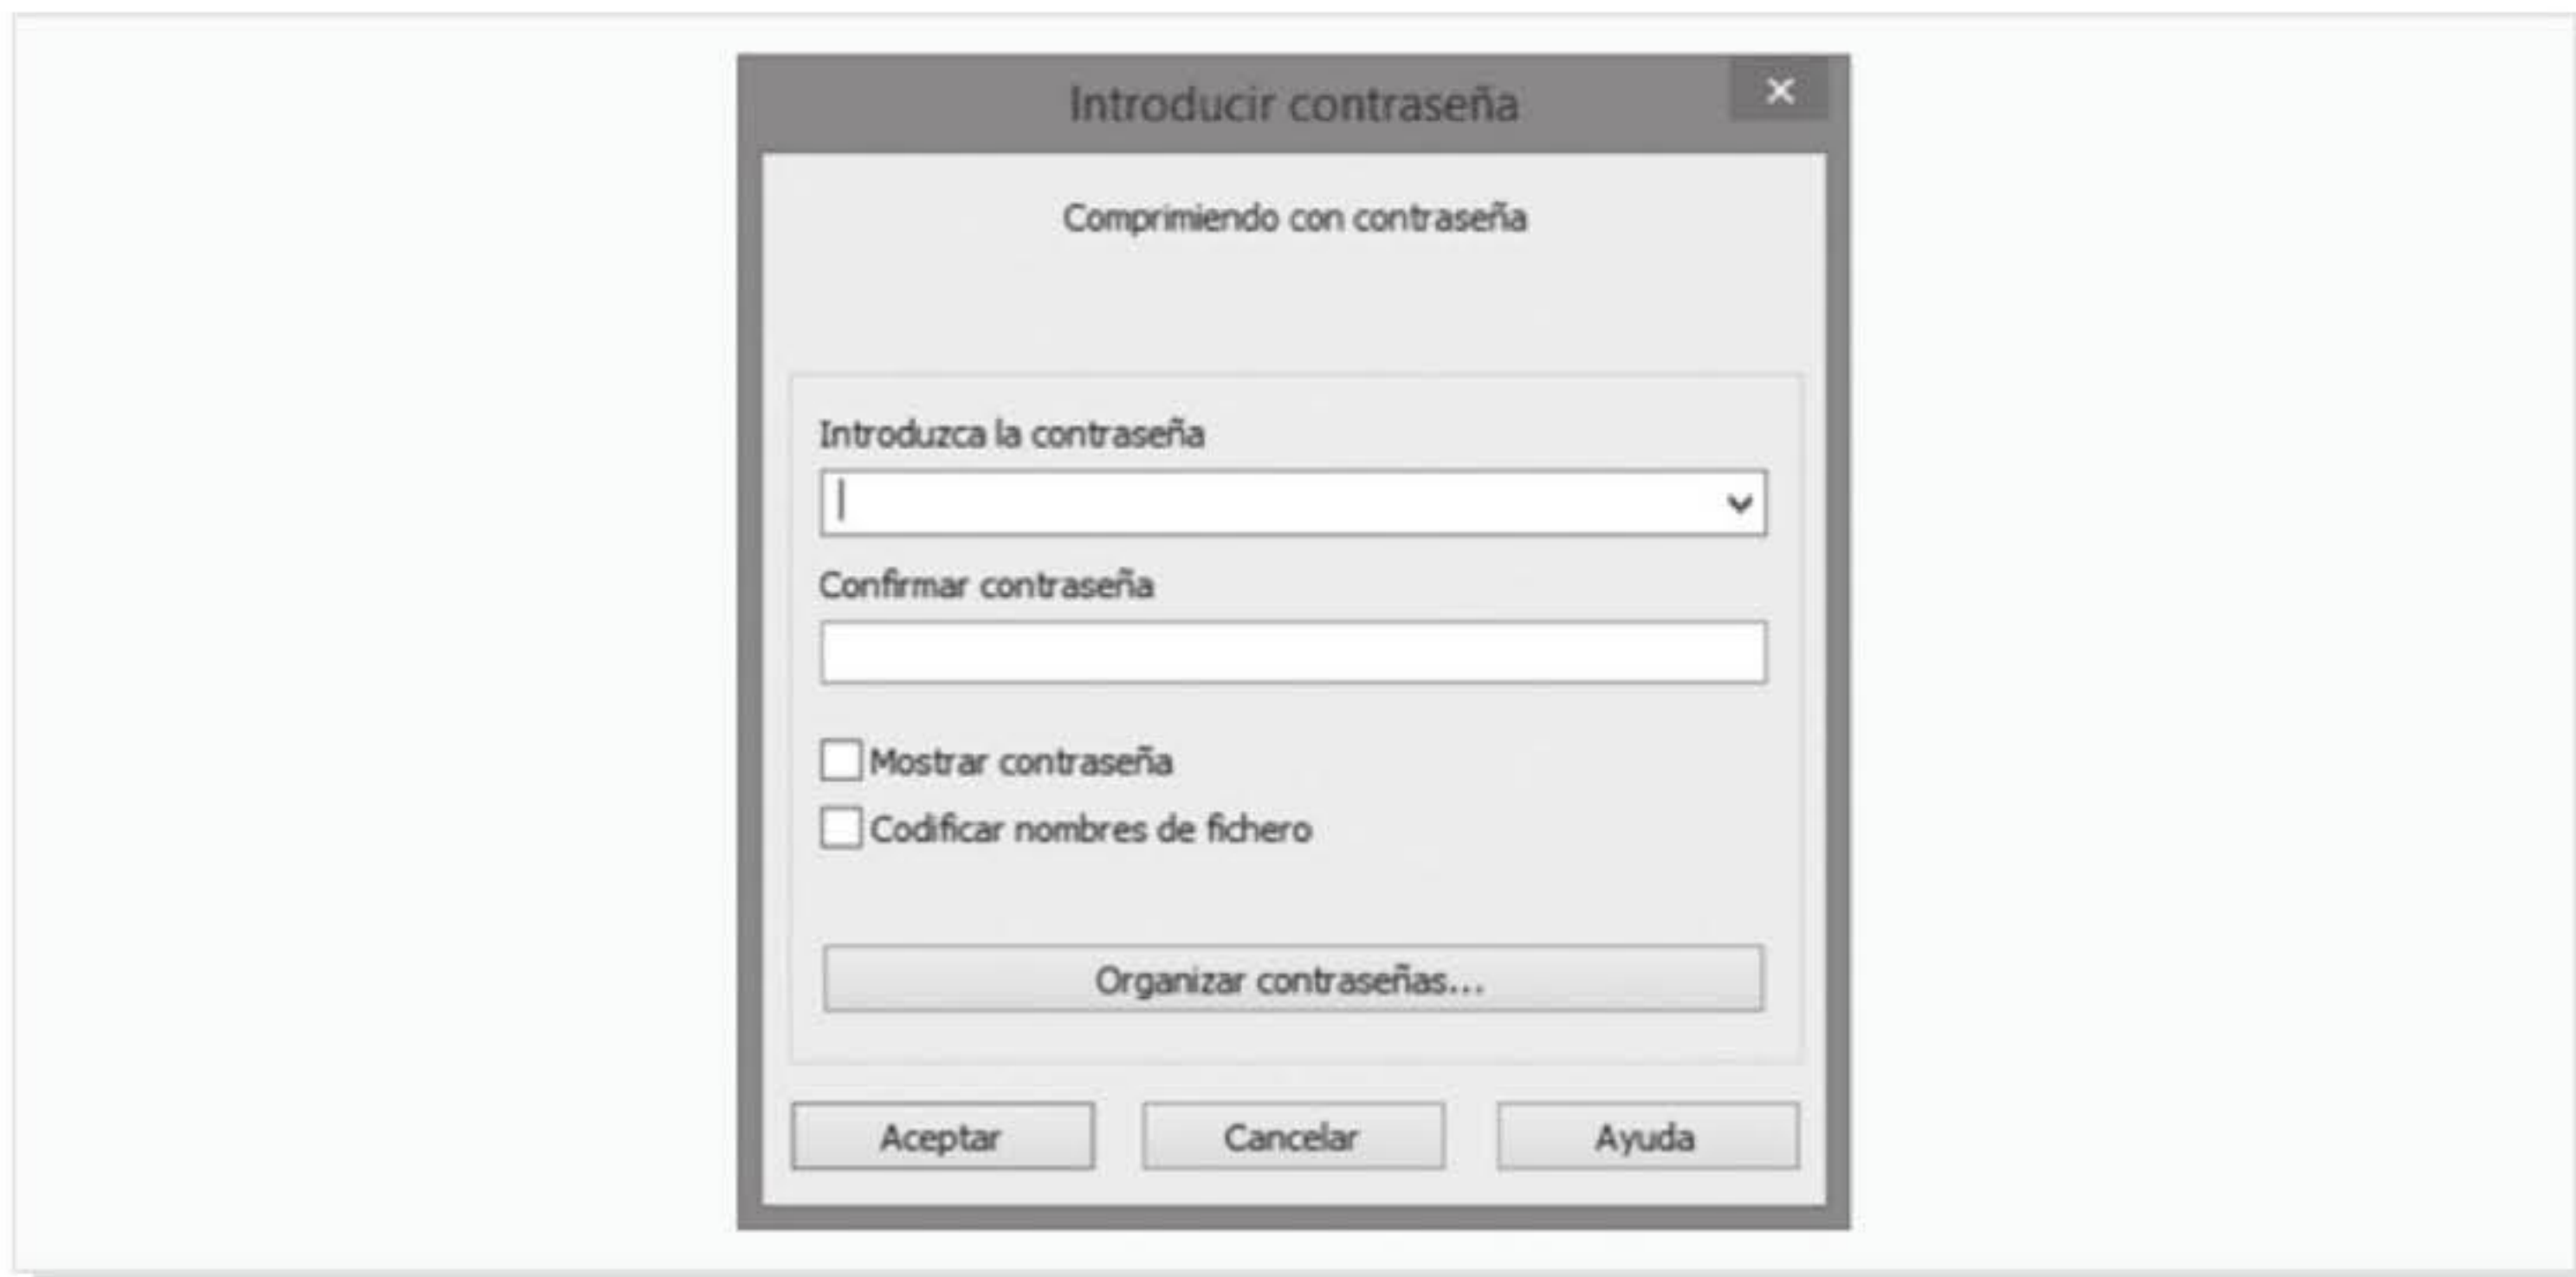 Introducir contraseña
Comprimiendo con contraseña
Introduzca la contraseña
Confirmar contraseña
Mostrar contraseña
Codificar nombres de fichero
Organizar contraseñas...
Aceptar Cancelar Ayuda